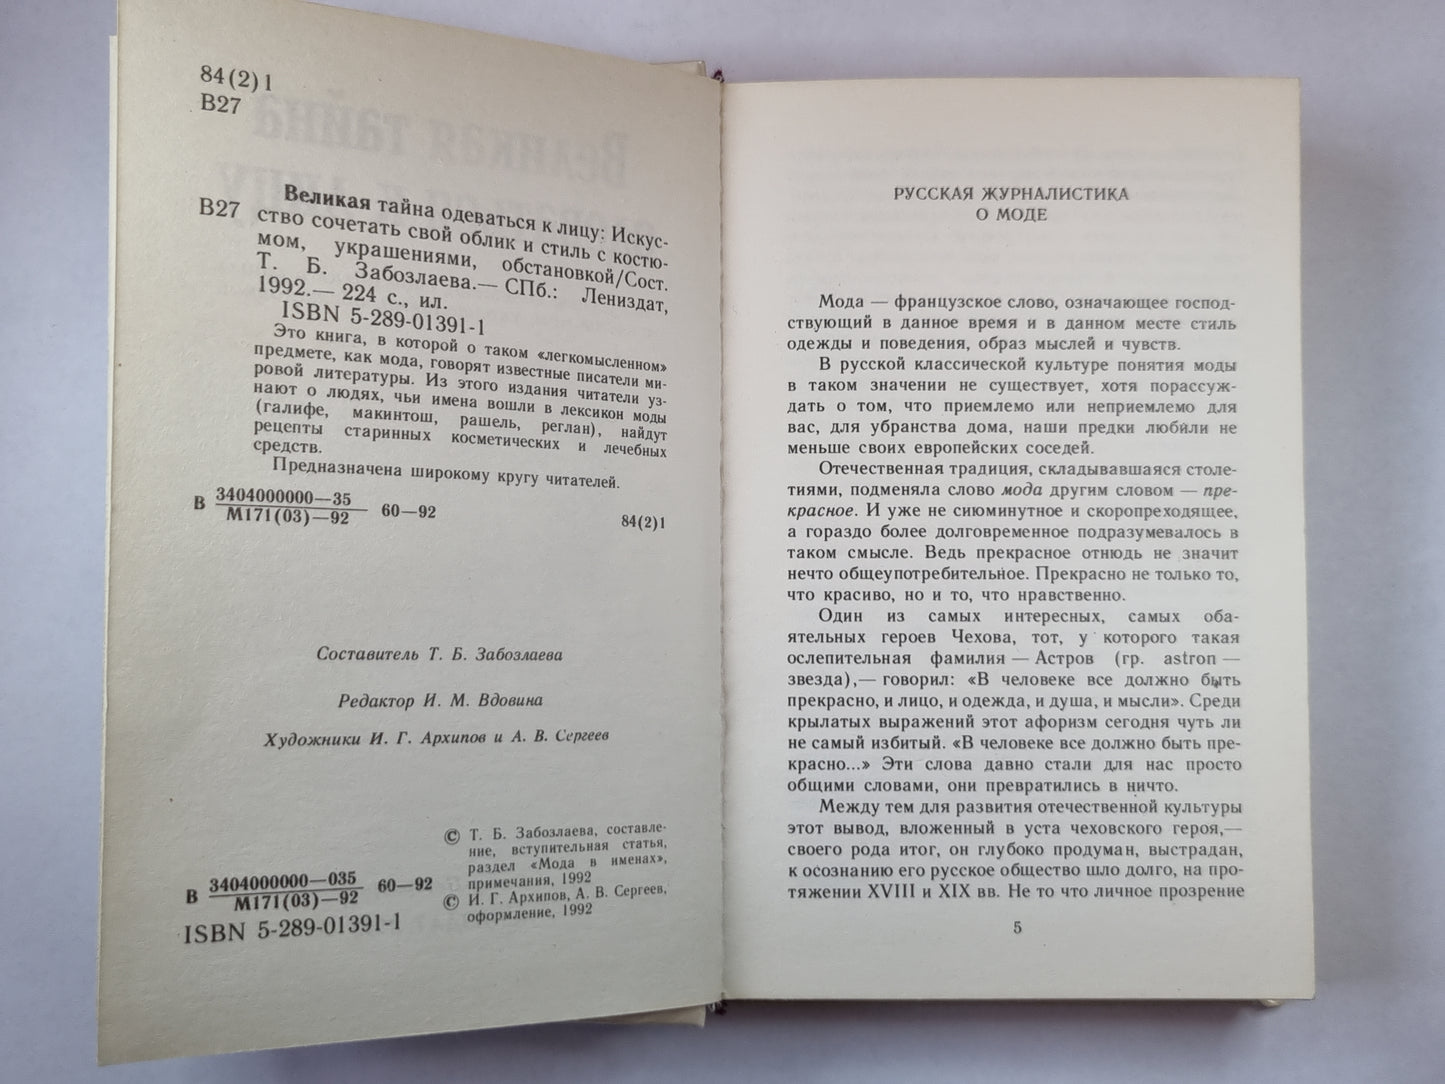 84(2)1
В27
Великая тайна одеваться к лицу: Искус-
В27
ство сочетать свой облик и стиль с костю-
мом, украшениями, обстановкой/Сост.
Т. Б. Забозлаева.— СПб.: Лениздат,
1992.— 224 с., ил.
ISBN 5-289-01391-1
Это книга, в которой о таком «легкомысленном»
предмете, как мода, говорят известные писатели ми-
ровой литературы. Из этого издания читатели уз-
нают о людях, чьи имена вошли в лексикон моды
(галифе, макинтош, рашель, реглан), найдут
рецепты старинных косметических и лечебных
средств.
Предназначена широкому кругу читателей.
В 3404000000—35
М171(03)—92 60—92
84(2)1
Составитель Т. Б. Забозлаева
Редактор И. М. Вдовина
Художники И. Г. Архипов и А. В. Сергеев
© Т. Б. Забозлаева, составле-
ние, вступительная статья,
раздел «Мода в именах»,
примечания, 1992
© И. Г. Архипов, А. В. Сергеев,
оформление, 1992
В 3404000000—035
М171(03)—92 60—92
ISBN 5-289-01391-1
РУССКАЯ ЖУРНАЛИСТИКА
О МОДЕ
Мода — французское слово, означающее господ-
ствующий в данное время и в данном месте стиль
одежды и поведения, образ мыслей и чувств.
В русской классической культуре понятия моды
в таком значении не существует, хотя порассуж-
дать о том, что приемлемо или неприемлемо для
вас, для убранства дома, наши предки любили не
меньше своих европейских соседей.
Отечественная традиция, складывавшаяся столе-
тиями, подменяла слово мода другим словом — пре-
красное. И уже не сиюминутное и скоропреходящее,
а гораздо более долговременное подразумевалось в
таком смысле. Ведь прекрасное отнюдь не значит
нечто общеупотребительное. Прекрасно не только то,
что красиво, но и то, что нравственно.
Один из самых интересных, самых оба-
ятельных героев Чехова, тот, у которого такая
ослепительная фамилия — Астров (гр. astron —
звезда),— говорил: «В человеке все должно быть
прекрасно, и лицо, и одежда, и душа, и мысли». Среди
крылатых выражений этот афоризм сегодня чуть ли
не самый избитый. «В человеке все должно быть пре-
красно...» Эти слова давно стали для нас просто
общими словами, они превратились в ничто.
Между тем для развития отечественной культуры
этот вывод, вложенный в уста чеховского героя,—
своего рода итог, он глубоко продуман, выстрадан,
к осознанию его русское общество шло долго, на про-
тяжении XVIII и XIX вв. Не то что личное прозрение
5